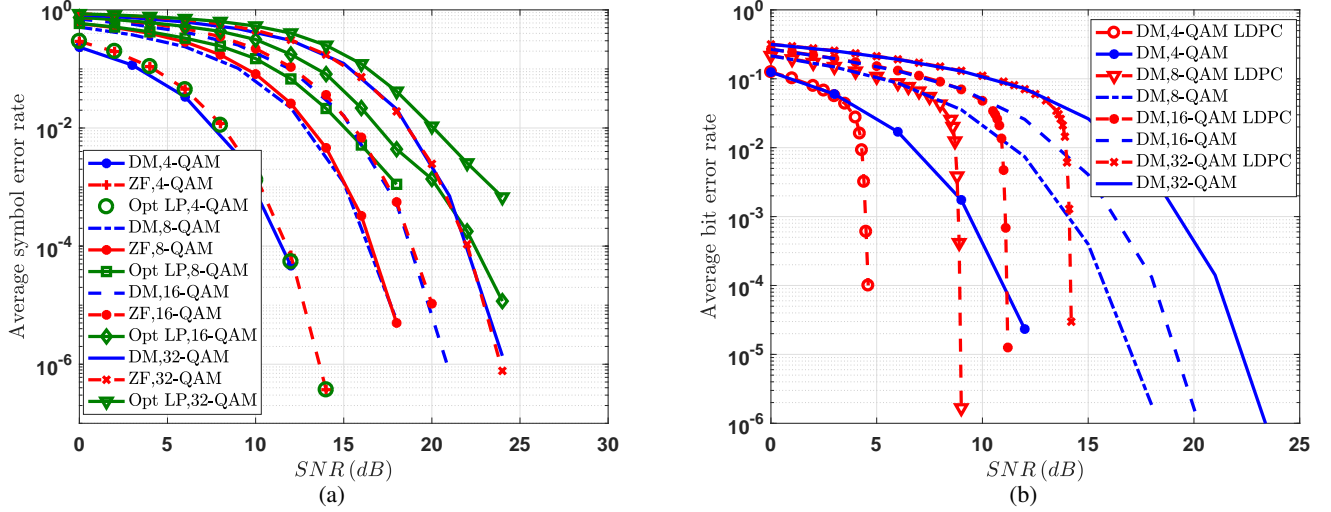 10^0
10^-2
10^-4
10^-6
Average symbol error rate
DM,4-QAM
ZF,4-QAM
Opt LP,4-QAM
DM,8-QAM
ZF,8-QAM
Opt LP,8-QAM
DM,16-QAM
ZF,16-QAM
Opt LP,16-QAM
DM,32-QAM
ZF,32-QAM
Opt LP,32-QAM
0 5 10 15 20 25 30
SNR (dB)
(a)
10^0
10^-1
10^-2
10^-3
10^-4
10^-5
10^-6
Average bit error rate
DM,4-QAM LDPC
DM,4-QAM
DM,8-QAM LDPC
DM,8-QAM
DM,16-QAM LDPC
DM,16-QAM
DM,32-QAM LDPC
DM,32-QAM
0 5 10 15 20 25
SNR (dB)
(b)